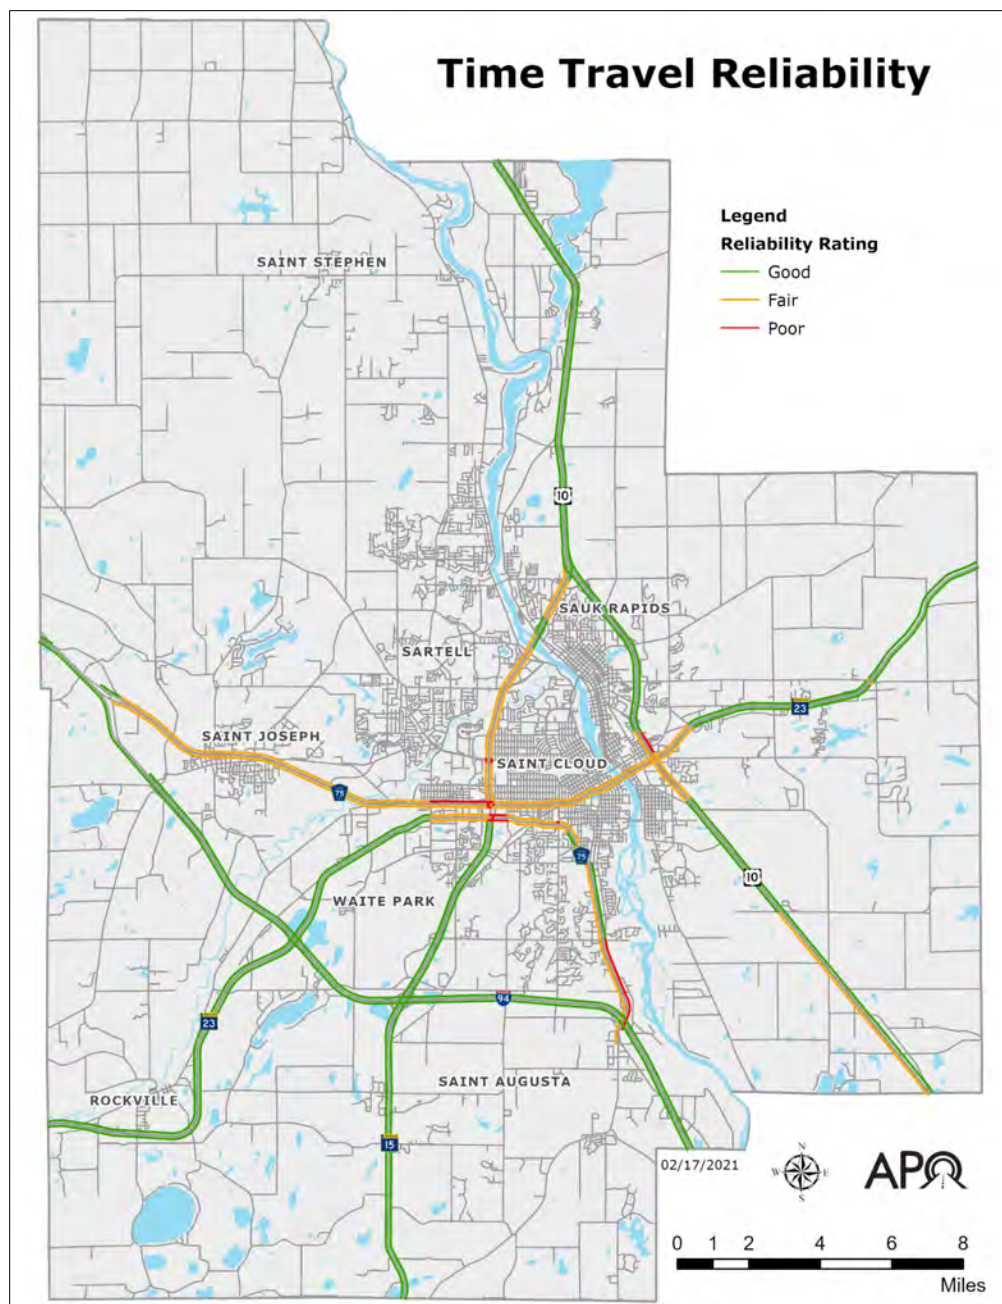 Time Travel Reliability
Legend
Reliability Rating
Good
Fair
Poor
SAINT STEPHEN
10
SAUK RAPIDS
SARTELL
23
SAINT JOSEPH
SAINT CLOUD
75
75
10
WAITE PARK
94
23
SAINT AUGUSTA
ROCKVILLE
15
02/17/2021
N
W E
S
APO
0 1 2 4 6 8
Miles